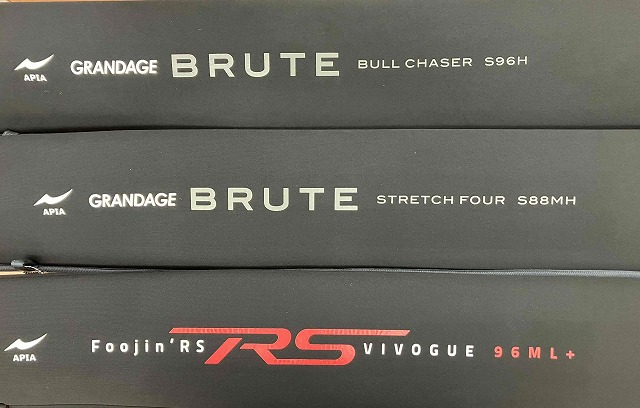 APIA GRANDAGE BRUTE BULL CHASER S96H
APIA GRANDAGE BRUTE STRETCH FOUR S88MH
APIA Foojin'RS RS VIVOGUE 96ML+